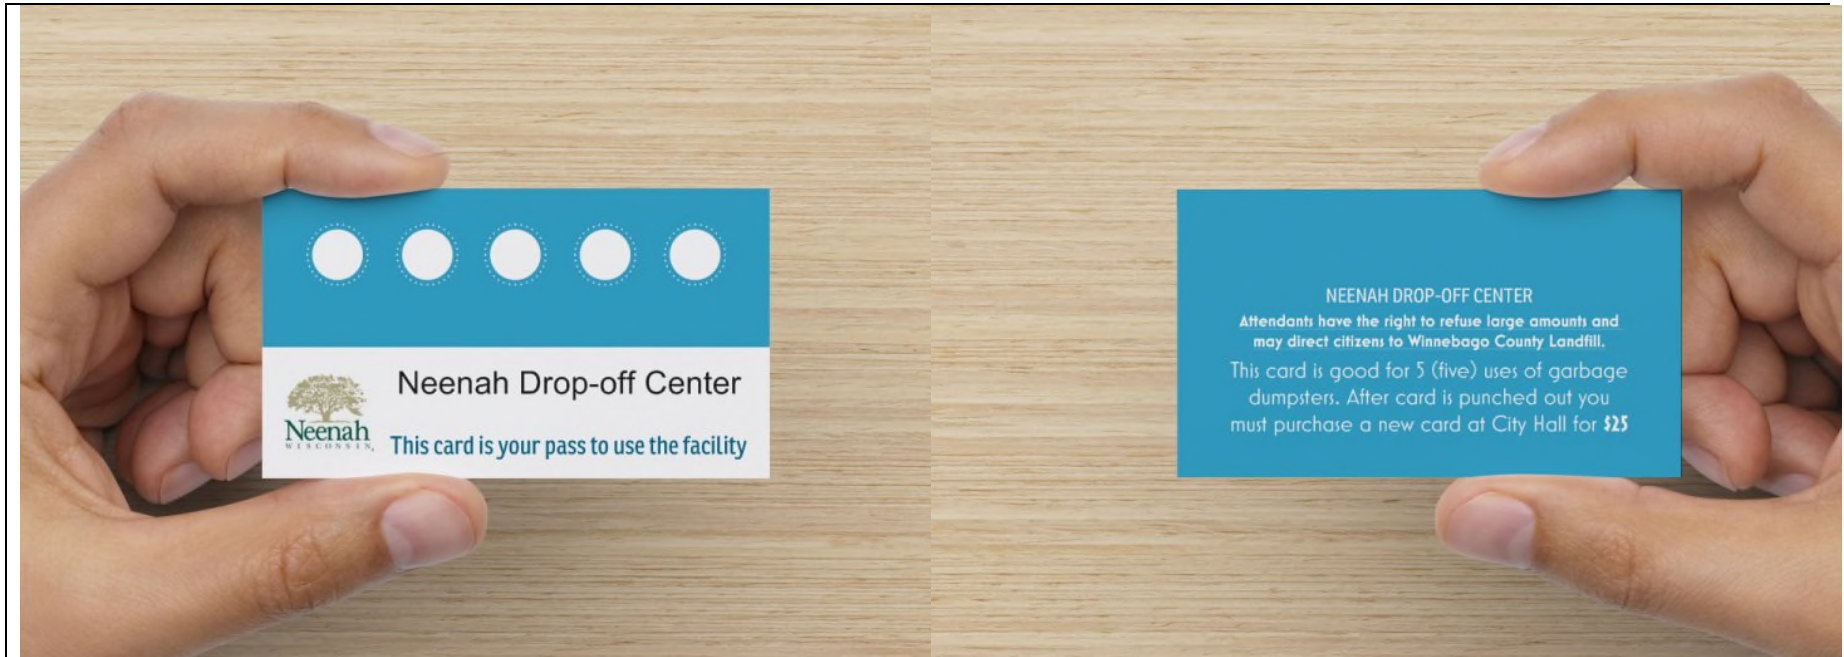 Neenah Drop-off Center
Neenah
WISCONSIN
This card is your pass to use the facility
NEENAH DROP-OFF CENTER
Attendants have the right to refuse large amounts and
may direct citizens to Winnebago County Landfill.
This card is good for 5 (five) uses of garbage
dumpsters. After card is punched out you
must purchase a new card at City Hall for $25